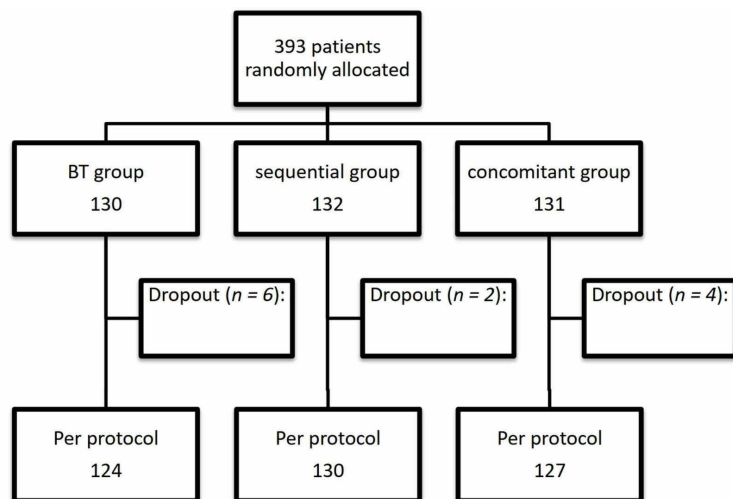 393 patients
randomly allocated
BT group
130
sequential group
132
concomitant group
131
Dropout (n = 6):
Dropout (n = 2):
Dropout (n = 4):
Per protocol
124
Per protocol
130
Per protocol
127